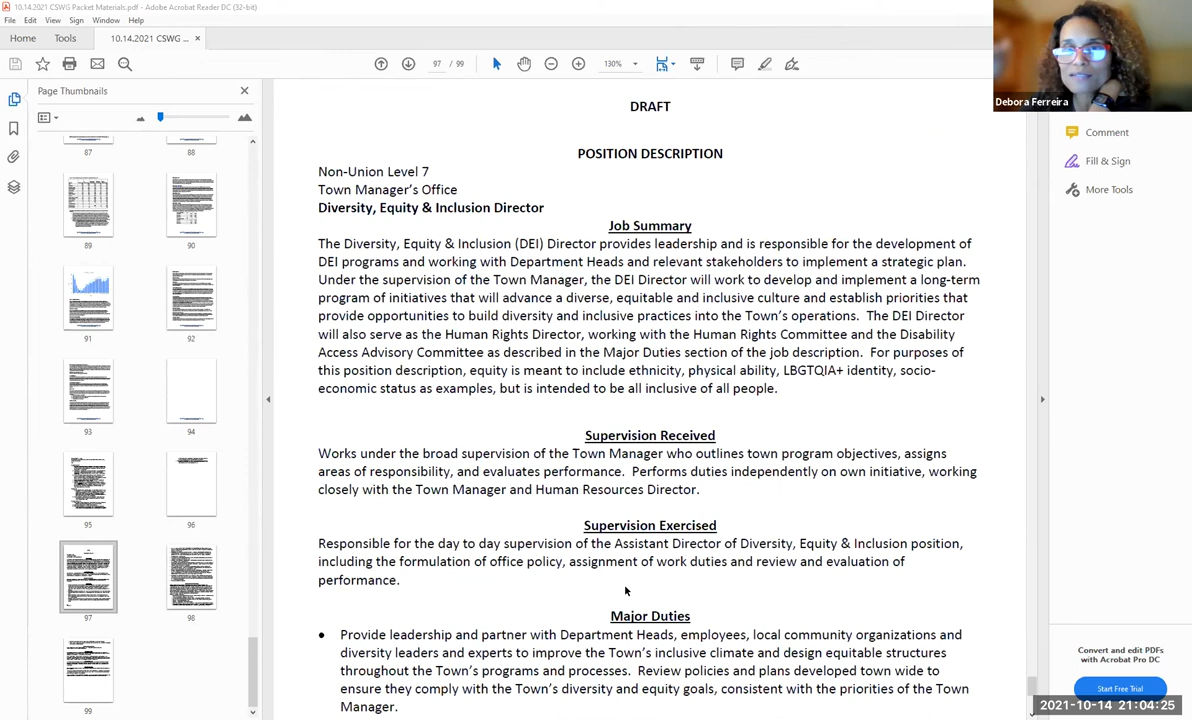 10.14.2021 CSWG Packet Materials.pdf - Adobe Acrobat Reader DC (32-bit)
File Edit View Sign Window Help
Home Tools 10.14.2021 CSWG ... ×
97 / 99 130%
Page Thumbnails
87 88
89 90
91 92
93 94
95 96
97 98
99
DRAFT
POSITION DESCRIPTION
Non-Union Level 7
Town Manager's Office
Diversity, Equity & Inclusion Director
Job Summary
The Diversity, Equity & Inclusion (DEI) Director provides leadership and is responsible for the development of
DEI programs and working with Department Heads and relevant stakeholders to implement a strategic plan.
Under the supervision of the Town Manager, the DEI Director will work to develop and implement a long-term
program of initiatives that will advance a diverse, equitable and inclusive culture and establish priorities that
provide opportunities to build diversity and inclusive practices into the Town's operations. The DEI Director
will also serve as the Human Rights Director, working with the Human Rights Committee and the Disability
Access Advisory Committee as described in the Major Duties section of the job description. For purposes of
this position description, equity is meant to include ethnicity, physical ability, LBGTQIA+ identity, socio-
economic status as examples, but is intended to be all inclusive of all people.
Supervision Received
Works under the broad supervision of the Town Manager who outlines town program objectives, assigns
areas of responsibility, and evaluates performance. Performs duties independently on own initiative, working
closely with the Town Manager and Human Resources Director.
Supervision Exercised
Responsible for the day to day supervision of the Assistant Director of Diversity, Equity & Inclusion position,
including the formulation of office policy, assignment of work duties and review and evaluation of
performance.
Major Duties
• Provide leadership and partner with Department Heads, employees, local community organizations and
diversity leaders and experts to improve the Town's inclusive climate and design equitable structures
throughout the Town's programs and processes. Review policies and plans developed town wide to
ensure they comply with the Town's diversity and equity goals, consistent with the priorities of the Town
Manager.
Debora Ferreira
Comment
Fill & Sign
More Tools
Convert and edit PDFs
with Acrobat Pro DC
Start Free Trial
2021-10-14 21:04:25